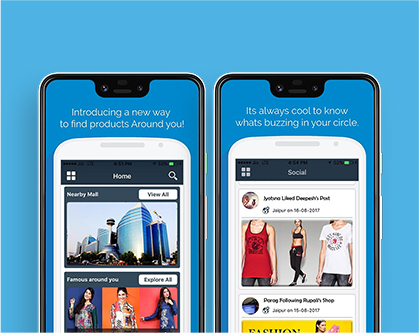 Introducing a new way
to find products Around you!
Home
Nearby Mall
View All
Famous around you
Explore All
Its always cool to know
whats buzzing in your circle.
Social
Jyotsna Liked Deepesh's Post
Jaipur on 16-08-2017
Parag Following Rupali's Shop
Jaipur on 15-08-2017
FASHION